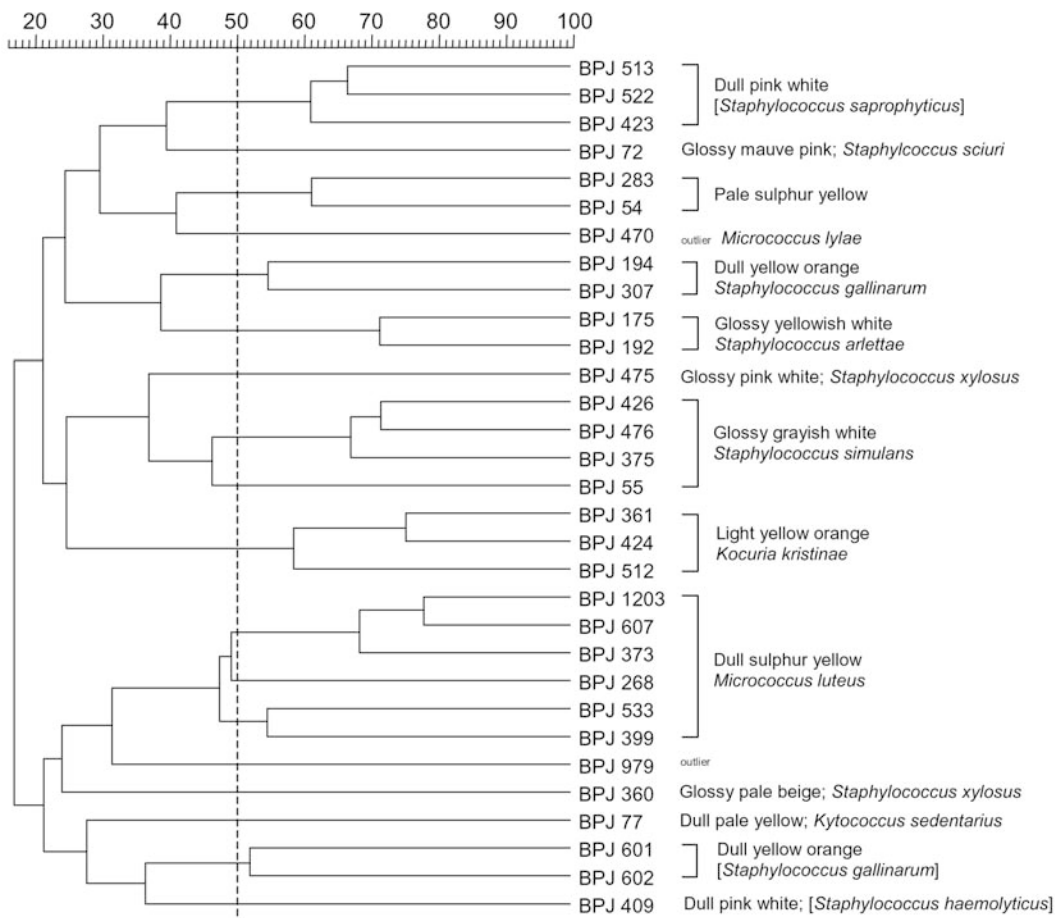 20 30 40 50 60 70 80 90 100
BPJ 513
BPJ 522
BPJ 423
Dull pink white
[Staphylococcus saprophyticus]
BPJ 72 Glossy mauve pink; Staphylcoccus sciuri
BPJ 283
BPJ 54
Pale sulphur yellow
BPJ 470 outlier Micrococcus lylae
BPJ 194
BPJ 307
Dull yellow orange
Staphylococcus gallinarum
BPJ 175
BPJ 192
Glossy yellowish white
Staphylococcus arlettae
BPJ 475 Glossy pink white; Staphylococcus xylosus
BPJ 426
BPJ 476
BPJ 375
BPJ 55
Glossy grayish white
Staphylococcus simulans
BPJ 361
BPJ 424
BPJ 512
Light yellow orange
Kocuria kristinae
BPJ 1203
BPJ 607
BPJ 373
BPJ 268
BPJ 533
BPJ 399
Dull sulphur yellow
Micrococcus luteus
BPJ 979 outlier
BPJ 360 Glossy pale beige; Staphylococcus xylosus
BPJ 77 Dull pale yellow; Kytococcus sedentarius
BPJ 601
BPJ 602
Dull yellow orange
[Staphylococcus gallinarum]
BPJ 409 Dull pink white; [Staphylococcus haemolyticus]